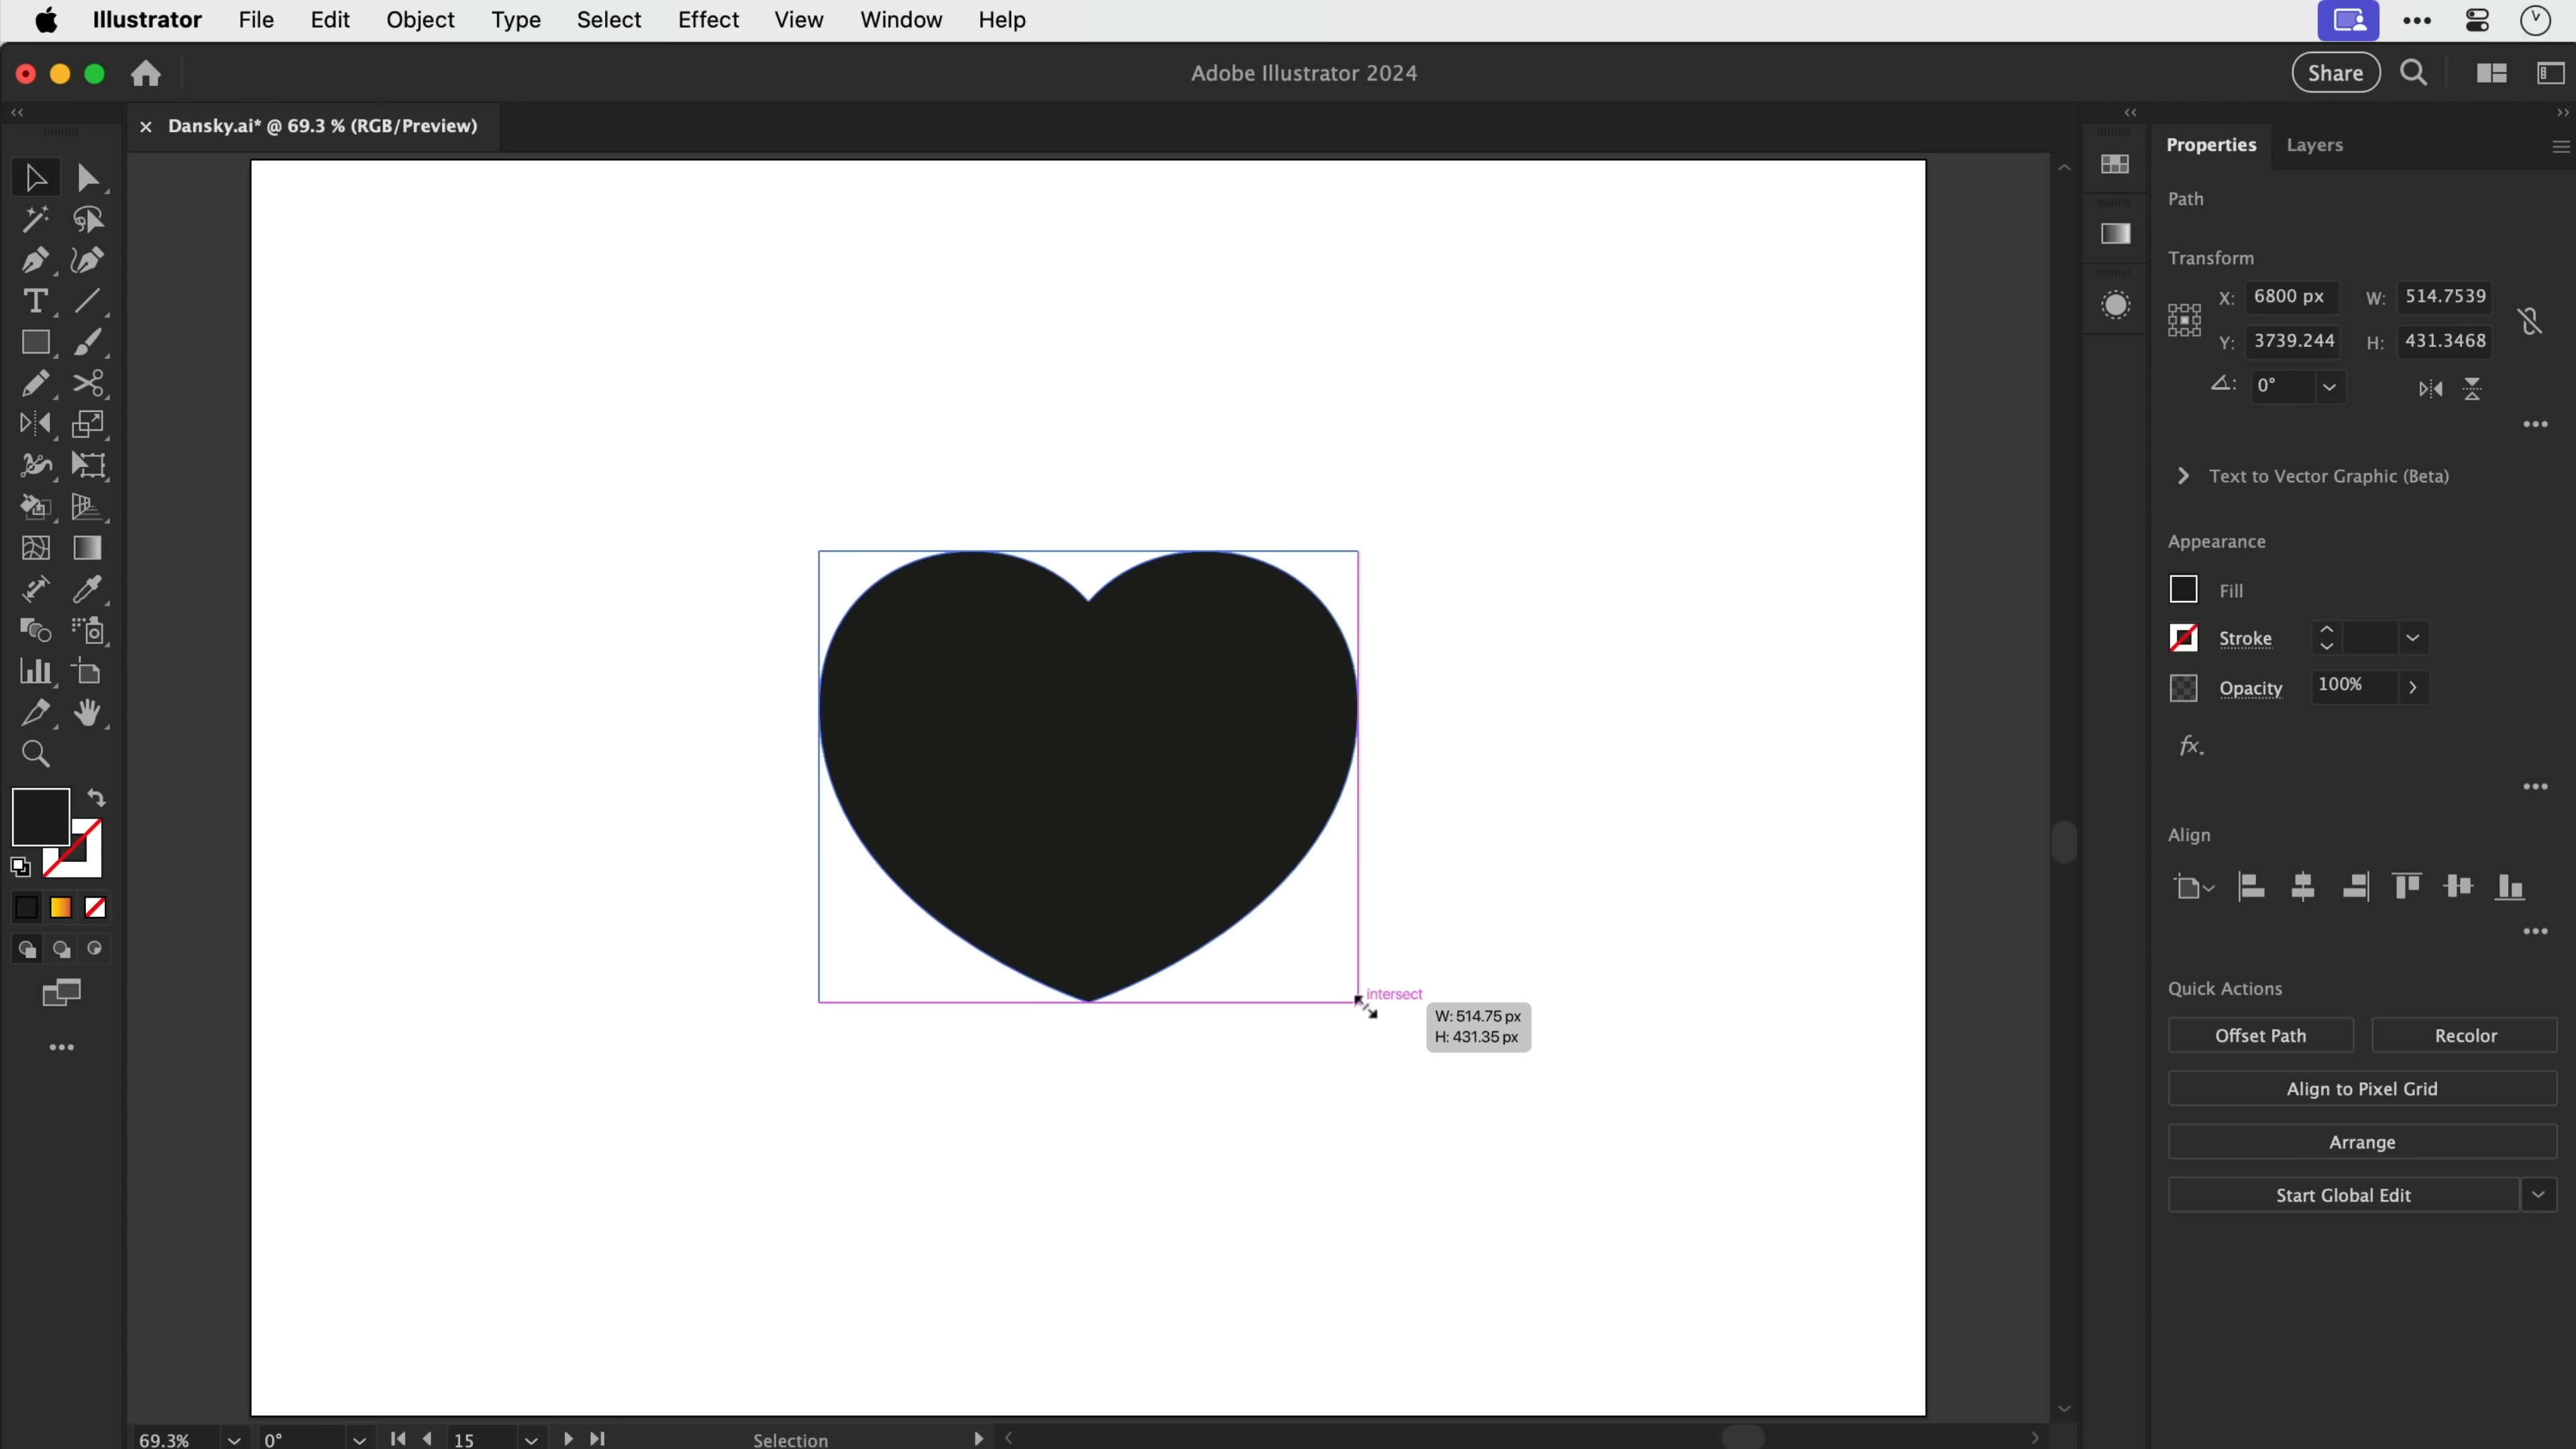 Illustrator File Edit Object Type Select Effect View Window Help
Adobe Illustrator 2024
Share
Dansky.ai* @ 69.3 % (RGB/Preview)
Properties Layers
Path
Transform
X: 6800 px W: 514.7539
Y: 3739.244 H: 431.3468
0°
Text to Vector Graphic (Beta)
Appearance
Fill
Stroke
Opacity 100%
fx
Align
intersect
W: 514.75 px
H: 431.35 px
Quick Actions
Offset Path Recolor
Align to Pixel Grid
Arrange
Start Global Edit
69.3% 0° 15 Selection